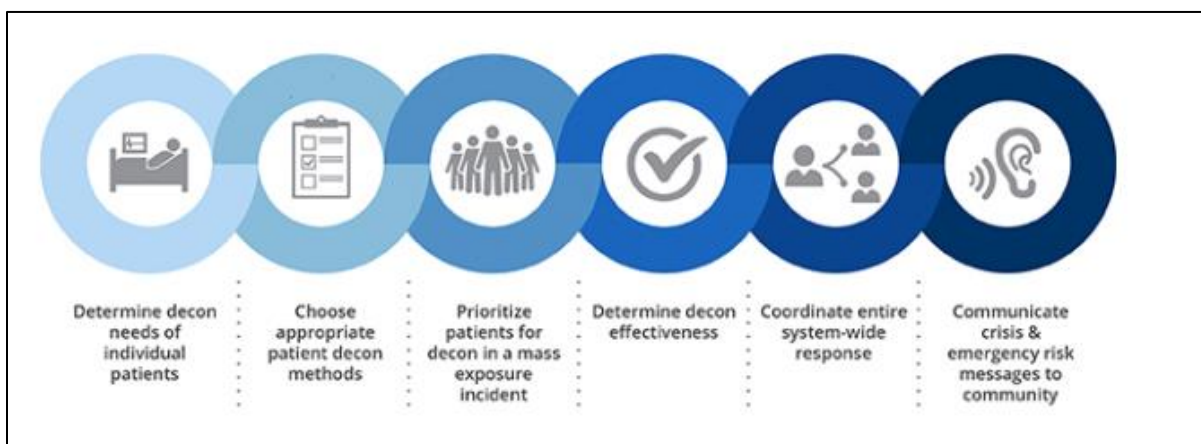 Determine decon
needs of
individual
patients
Choose
appropriate
patient decon
methods
Prioritize
patients for
decon in a mass
exposure
incident
Determine decon
effectiveness
Coordinate entire
system-wide
response
Communicate
crisis &
emergency risk
messages to
community